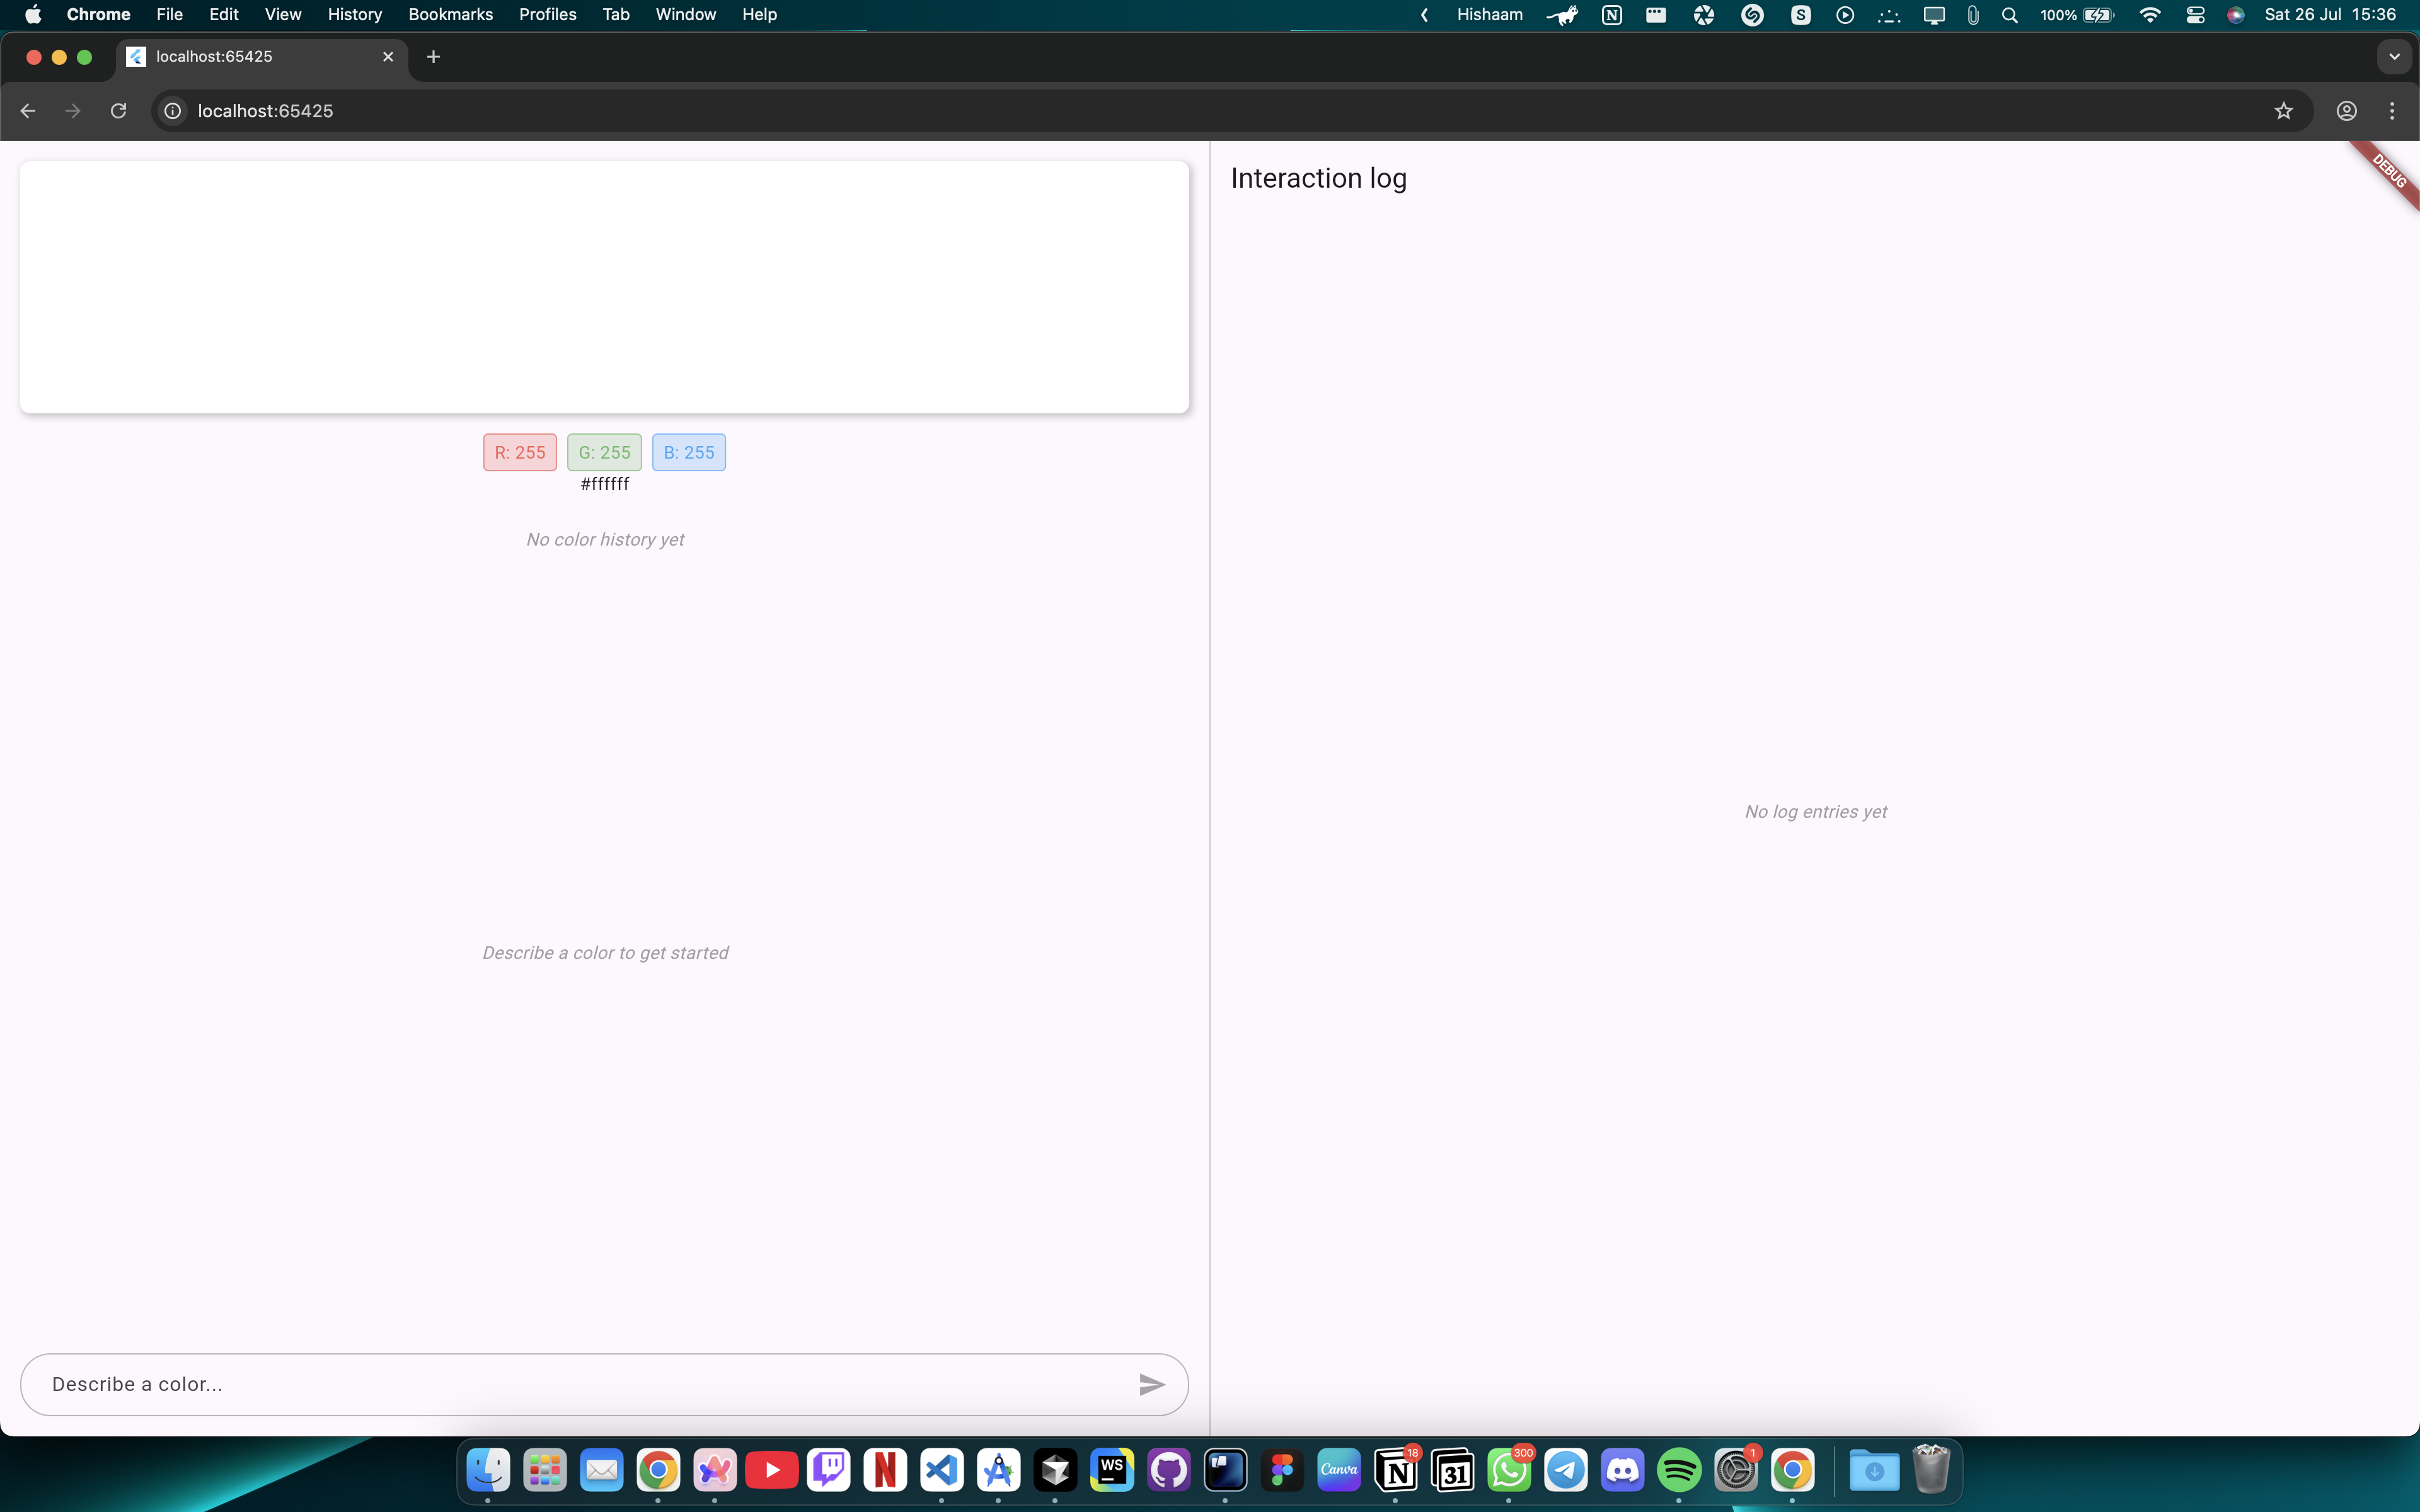 Chrome File Edit View History Bookmarks Profiles Tab Window Help Hishaam 100% Sat 26 Jul 15:36
localhost:65425
localhost:65425
Interaction log
DEBUG
R: 255 G: 255 B: 255
#ffffff
No color history yet
No log entries yet
Describe a color to get started
Describe a color...
WS
Canva
18
31
300
1